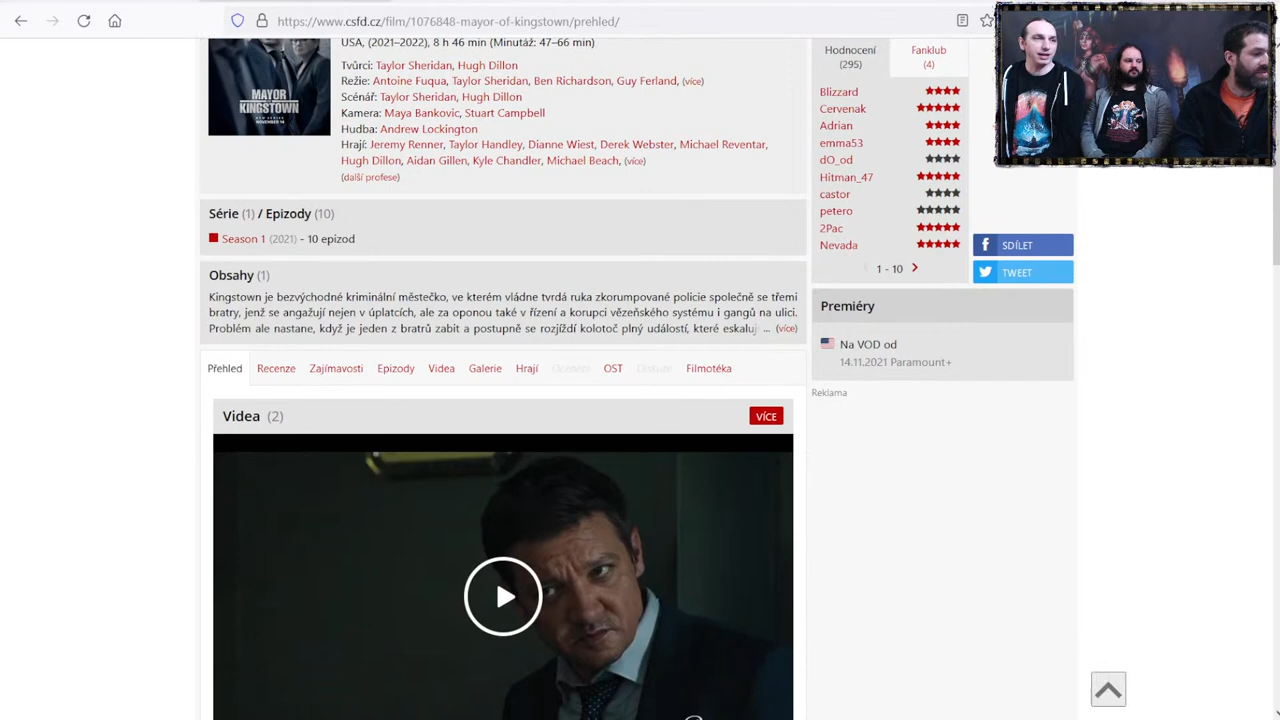 https://www.csfd.cz/film/1076848-mayor-of-kingstown/prehled/
USA, (2021–2022), 8 h 46 min (Minutáž: 47–66 min)
Tvůrci: Taylor Sheridan, Hugh Dillon
Režie: Antoine Fuqua, Taylor Sheridan, Ben Richardson, Guy Ferland, (více)
Scénář: Taylor Sheridan, Hugh Dillon
Kamera: Maya Bankovic, Stuart Campbell
Hudba: Andrew Lockington
Hrají: Jeremy Renner, Taylor Handley, Dianne Wiest, Derek Webster, Michael Reventar,
Hugh Dillon, Aidan Gillen, Kyle Chandler, Michael Beach, (více)
(další profese)
MAYOR
OF
KINGSTOWN
NEW SERIES
NOVEMBER 14
Série (1) / Epizody (10)
Season 1 (2021) - 10 epizod
Obsahy (1)
Kingstown je bezvýchodné kriminální městečko, ve kterém vládne tvrdá ruka zkorumpované policie společně se třemi
bratry, jenž se angažují nejen v úplatcích, ale za oponou také v řízení a korupci vězeňského systému i gangů na ulici.
Problém ale nastane, když je jeden z bratrů zabit a postupně se rozjíždí kolotoč plný událostí, které eskaluj ... (více)
Přehled Recenze Zajímavosti Epizody Videa Galerie Hrají Ocenění OST Diskuze Filmotéka
Videa (2)
VÍCE
Hodnocení
(295)
Fanklub
(4)
Blizzard
Cervenak
Adrian
emma53
dO_od
Hitman_47
castor
petero
2Pac
Nevada
1 - 10
SDÍLET
TWEET
Premiéry
Na VOD od
14.11.2021 Paramount+
Reklama